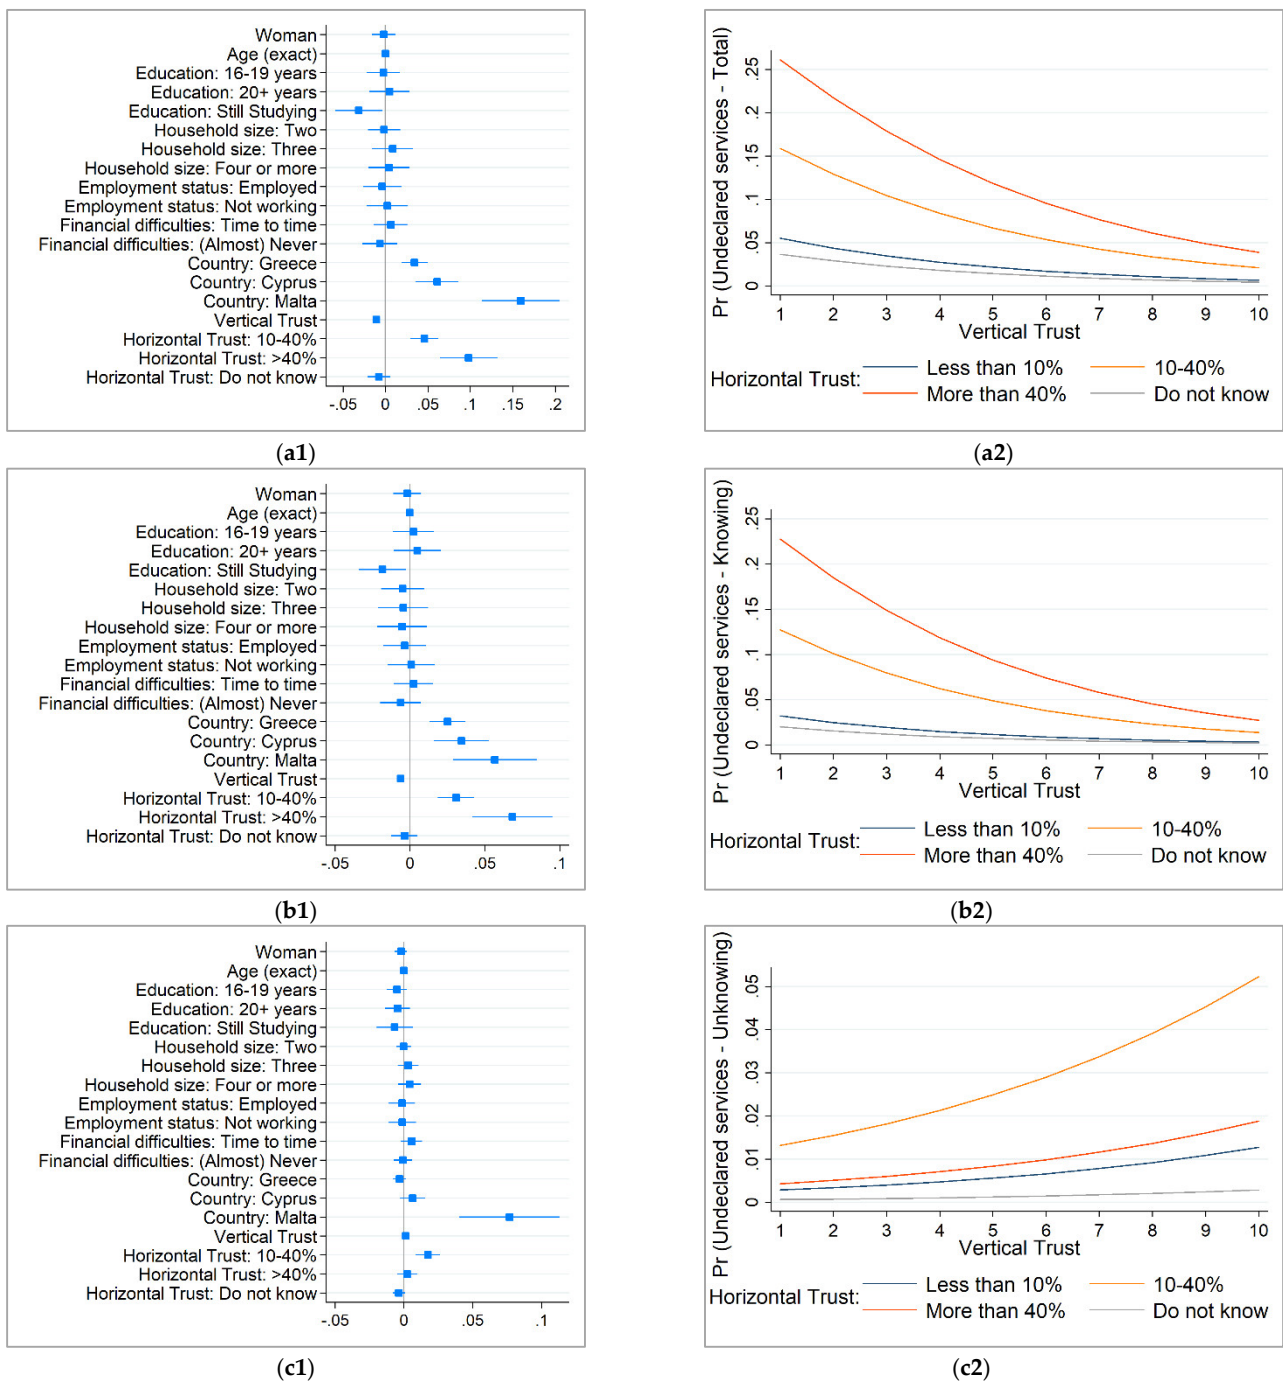 Woman
Age (exact)
Education: 16-19 years
Education: 20+ years
Education: Still Studying
Household size: Two
Household size: Three
Household size: Four or more
Employment status: Employed
Employment status: Not working
Financial difficulties: Time to time
Financial difficulties: (Almost) Never
Country: Greece
Country: Cyprus
Country: Malta
Vertical Trust
Horizontal Trust: 10-40%
Horizontal Trust: >40%
Horizontal Trust: Do not know
-.05 0 .05 .1 .15 .2
(a1)
Pr (Undeclared services - Total)
.25
.2
.15
.1
.05
0
1 2 3 4 5 6 7 8 9 10
Vertical Trust
Horizontal Trust: Less than 10% 10-40%
More than 40% Do not know
(a2)
Woman
Age (exact)
Education: 16-19 years
Education: 20+ years
Education: Still Studying
Household size: Two
Household size: Three
Household size: Four or more
Employment status: Employed
Employment status: Not working
Financial difficulties: Time to time
Financial difficulties: (Almost) Never
Country: Greece
Country: Cyprus
Country: Malta
Vertical Trust
Horizontal Trust: 10-40%
Horizontal Trust: >40%
Horizontal Trust: Do not know
-.05 0 .05 .1
(b1)
Pr (Undeclared services - Knowing)
.25
.2
.15
.1
.05
0
1 2 3 4 5 6 7 8 9 10
Vertical Trust
Horizontal Trust: Less than 10% 10-40%
More than 40% Do not know
(b2)
Woman
Age (exact)
Education: 16-19 years
Education: 20+ years
Education: Still Studying
Household size: Two
Household size: Three
Household size: Four or more
Employment status: Employed
Employment status: Not working
Financial difficulties: Time to time
Financial difficulties: (Almost) Never
Country: Greece
Country: Cyprus
Country: Malta
Vertical Trust
Horizontal Trust: 10-40%
Horizontal Trust: >40%
Horizontal Trust: Do not know
-.05 0 .05 .1
(c1)
Pr (Undeclared services - Unknowing)
.05
.04
.03
.02
.01
0
1 2 3 4 5 6 7 8 9 10
Vertical Trust
Horizontal Trust: Less than 10% 10-40%
More than 40% Do not know
(c2)